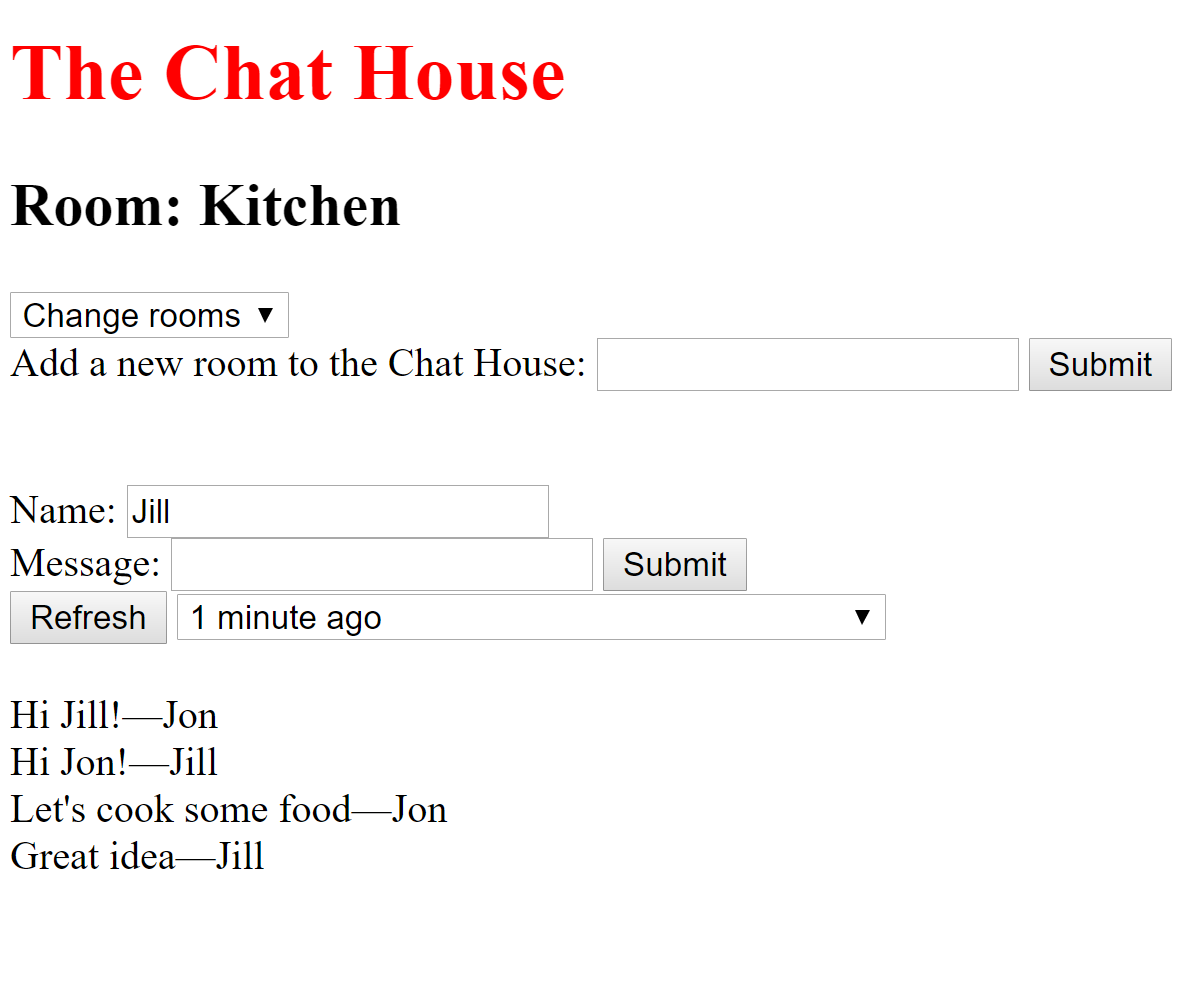 The Chat House
Room: Kitchen
Change rooms ▼
Add a new room to the Chat House: Submit
Name: Jill
Message: Submit
Refresh 1 minute ago ▼
Hi Jill!—Jon
Hi Jon!—Jill
Let's cook some food—Jon
Great idea—Jill